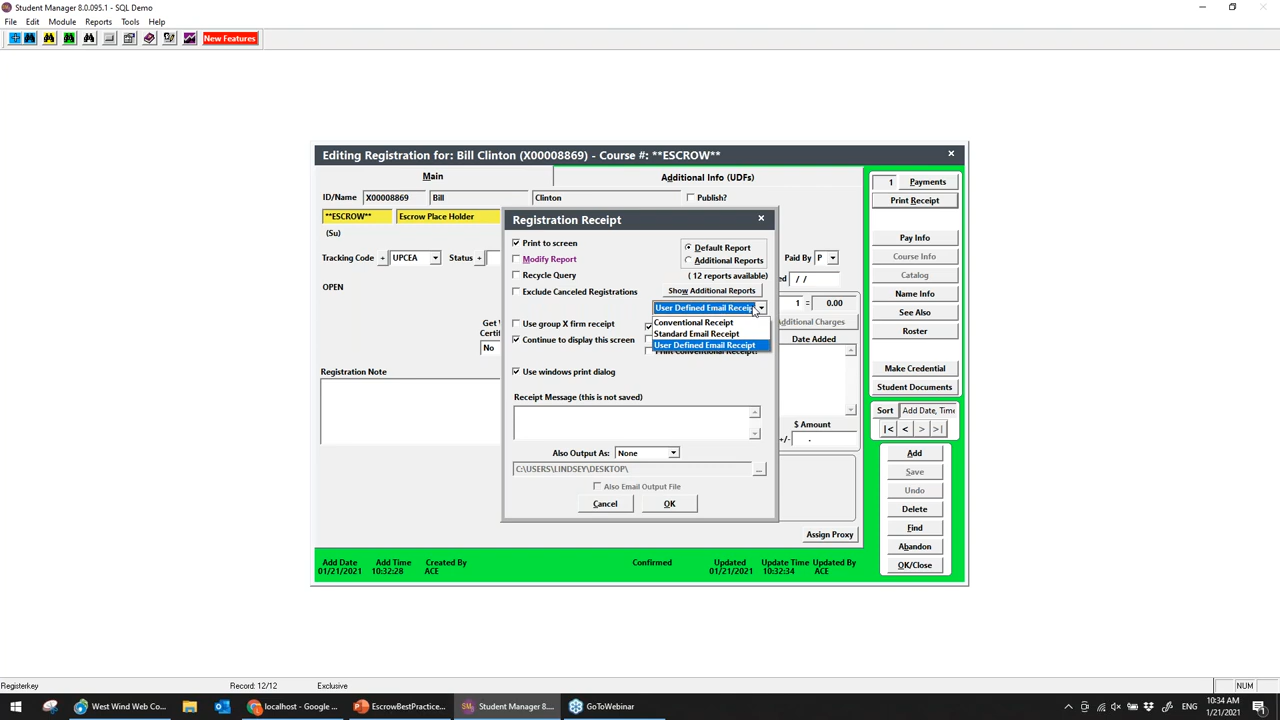 Student Manager 8.0.095.1 - SQL Demo
File Edit Module Reports Tools Help
New Features
Editing Registration for: Bill Clinton (X00008869) - Course #: **ESCROW**
Main Additional Info (UDFs)
ID/Name X00008869 Bill Clinton Publish?
**ESCROW** Escrow Place Holder
(Su)
Tracking Code + UPCEA Status +
OPEN
No
Registration Note
Registration Receipt
Print to screen
Modify Report
Recycle Query
Exclude Canceled Registrations
Default Report
Additional Reports
( 12 reports available)
Show Additional Reports
User Defined Email Receip
Conventional Receipt
Standard Email Receipt
User Defined Email Receipt
Use group X firm receipt
Continue to display this screen
Print Conventional Receipt?
Use windows print dialog
Receipt Message (this is not saved)
Also Output As: None
C:\USERS\LINDSEY\DESKTOP\ ...
Also Email Output File
Cancel OK
Paid By P
/ /
1 0.00
Additional Charges
Date Added
$ Amount
+/- .
Assign Proxy
1 Payments
Print Receipt
Pay Info
Course Info
Catalog
Name Info
See Also
Roster
Make Credential
Student Documents
Sort Add Date, Time
|< < > >|
Add
Save
Undo
Delete
Find
Abandon
OK/Close
Add Date Add Time Created By Confirmed Updated Update Time Updated By
01/21/2021 10:32:28 ACE 01/21/2021 10:32:34 ACE
Registerkey Record: 12/12 Exclusive NUM
West Wind Web Co... localhost - Google ... EscrowBestPractice... Student Manager 8.... GoToWebinar
10:34 AM
1/21/2021